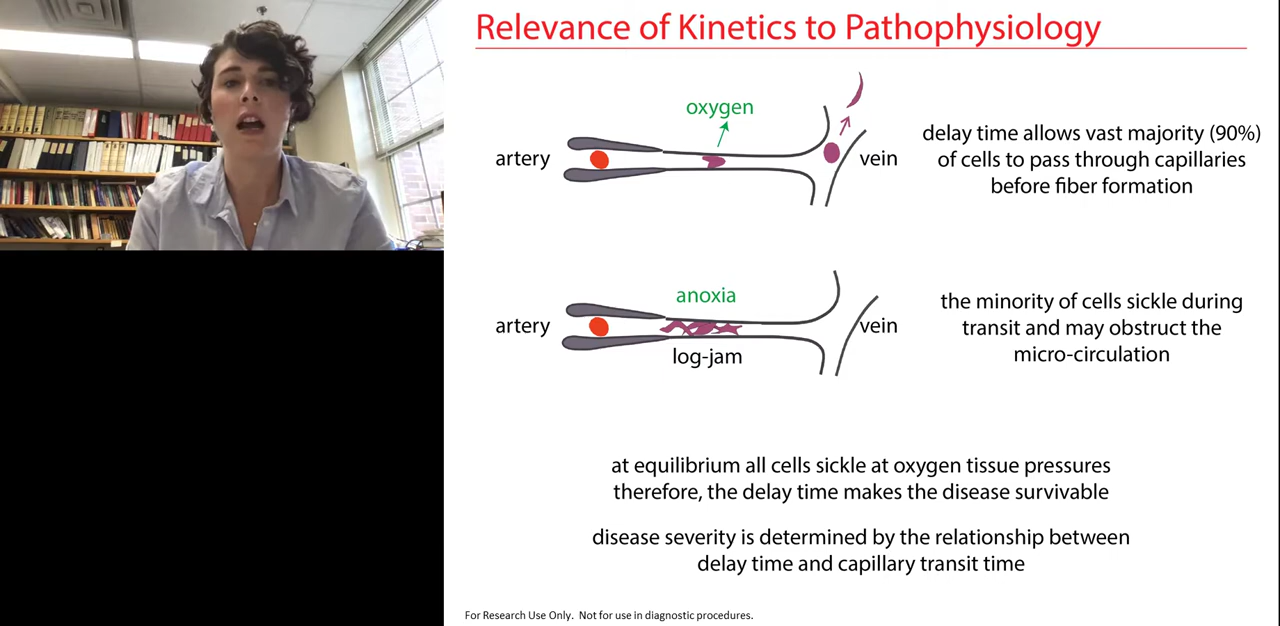 Relevance of Kinetics to Pathophysiology
oxygen
artery
vein
delay time allows vast majority (90%)
of cells to pass through capillaries
before fiber formation
anoxia
artery
vein
log-jam
the minority of cells sickle during
transit and may obstruct the
micro-circulation
at equilibrium all cells sickle at oxygen tissue pressures
therefore, the delay time makes the disease survivable
disease severity is determined by the relationship between
delay time and capillary transit time
For Research Use Only. Not for use in diagnostic procedures.